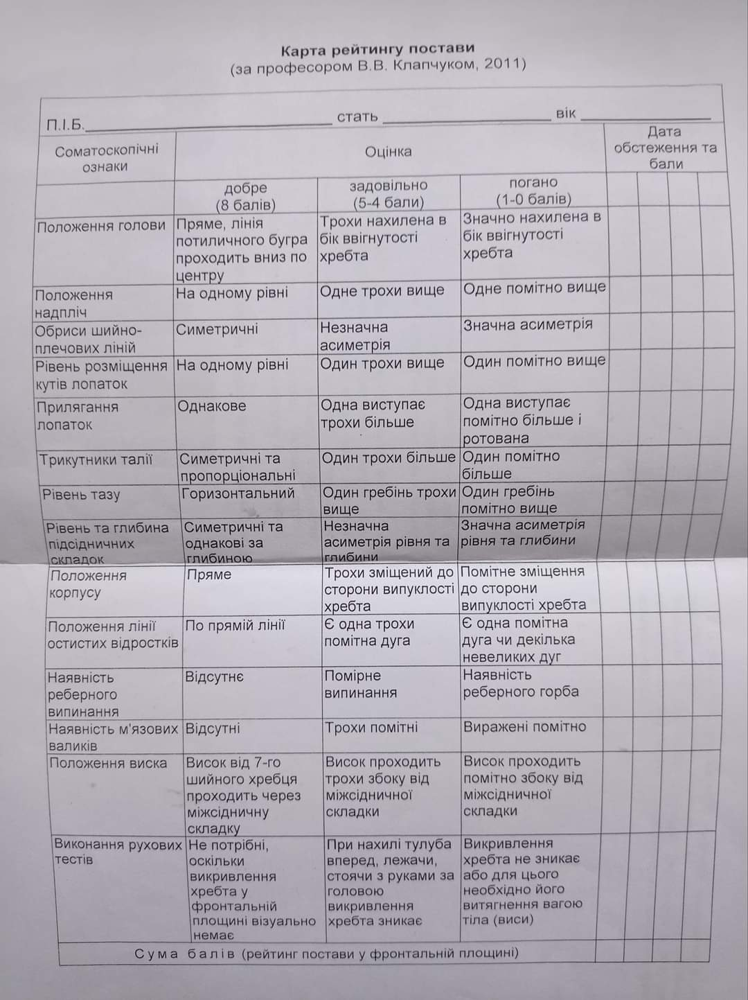 Карта рейтингу постави
(за професором В.В. Клапчуком, 2011)
П.І.Б. стать вік
Соматоскопічні
ознаки
Оцінка
Дата
обстеження та
бали
добре
(8 балів)
задовільно
(5-4 бали)
погано
(1-0 балів)
Положення голови
Пряме, лінія
потиличного бугра
проходить вниз по
центру
Трохи нахилена в
бік ввігнутості
хребта
Значно нахилена в
бік ввігнутості
хребта
Положення
надпліч
На одному рівні
Одне трохи вище
Одне помітно вище
Обриси шийно-
плечових ліній
Симетричні
Незначна
асиметрія
Значна асиметрія
Рівень розміщення
кутів лопаток
На одному рівні
Один трохи вище
Один помітно вище
Прилягання
лопаток
Однакове
Одна виступає
трохи більше
Одна виступає
помітно більше і
ротована
Трикутники талії
Симетричні та
пропорціональні
Один трохи більше
Один помітно
більше
Рівень тазу
Горизонтальний
Один гребінь трохи
вище
Один гребінь
помітно вище
Рівень та глибина
підсідничних
складок
Симетричні та
однакові за
глибиною
Незначна
асиметрія рівня та
глибини
Значна асиметрія
рівня та глибини
Положення
корпусу
Пряме
Трохи зміщений до
сторони випуклості
хребта
Помітне зміщення
до сторони
випуклості хребта
Положення лінії
остистих відростків
По прямій лінії
Є одна трохи
помітна дуга
Є одна помітна
дуга чи декілька
невеликих дуг
Наявність
реберного
випинання
Відсутнє
Помірне
випинання
Наявність
реберного горба
Наявність м'язових
валиків
Відсутні
Трохи помітні
Виражені помітно
Положення виска
Висок від 7-го
шийного хребця
проходить через
міжсідничну
складку
Висок проходить
трохи збоку від
міжсідничної
складки
Висок проходить
помітно збоку від
міжсідничної
складки
Виконання рухових
тестів
Не потрібні,
оскільки
викривлення
хребта у
фронтальній
площині візуально
немає
При нахилі тулуба
вперед, лежачи,
стоячи з руками за
головою
викривлення
хребта зникає
Викривлення
хребта не зникає
або для цього
необхідно його
витягнення вагою
тіла (виси)
Сума балів (рейтинг постави у фронтальній площині)